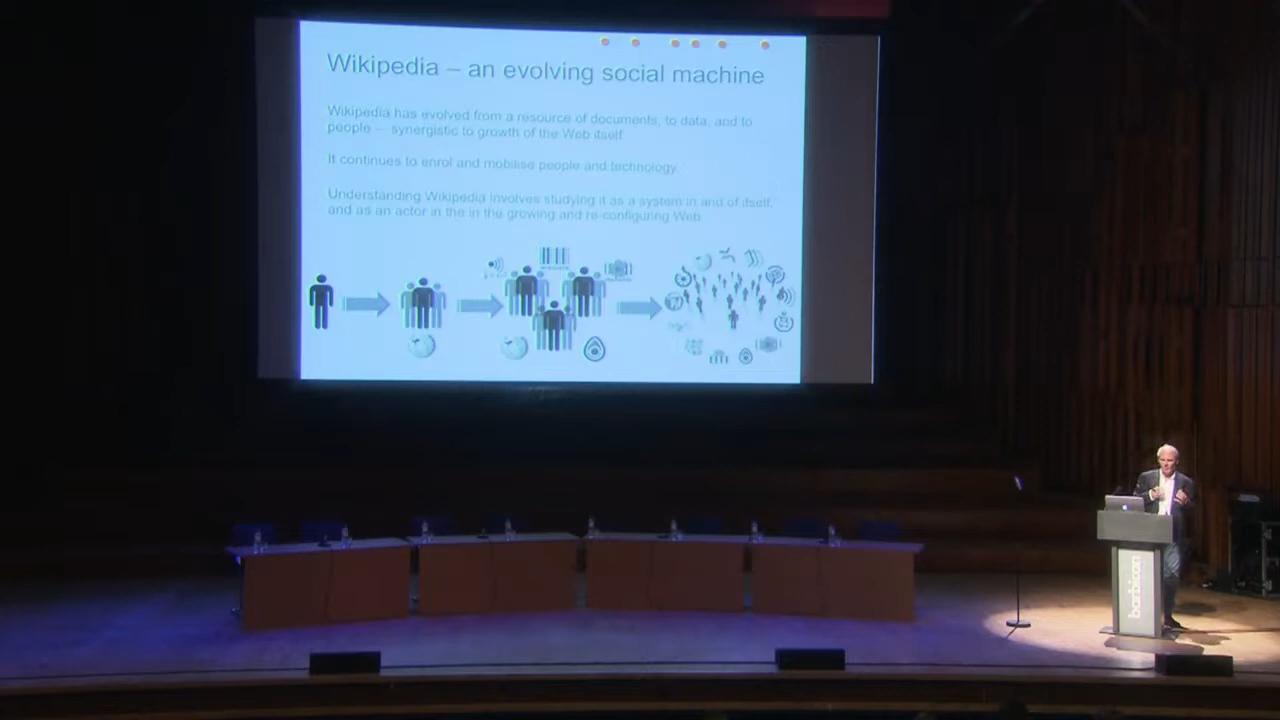 Wikipedia – an evolving social machine
Wikipedia has evolved from a resource of documents, to data, and to
people – synergistic to growth of the Web itself
It continues to enrol and mobilise people and technology.
Understanding Wikipedia involves studying it as a system in and of itself,
and as an actor in the in the growing and re-configuring Web
barbican